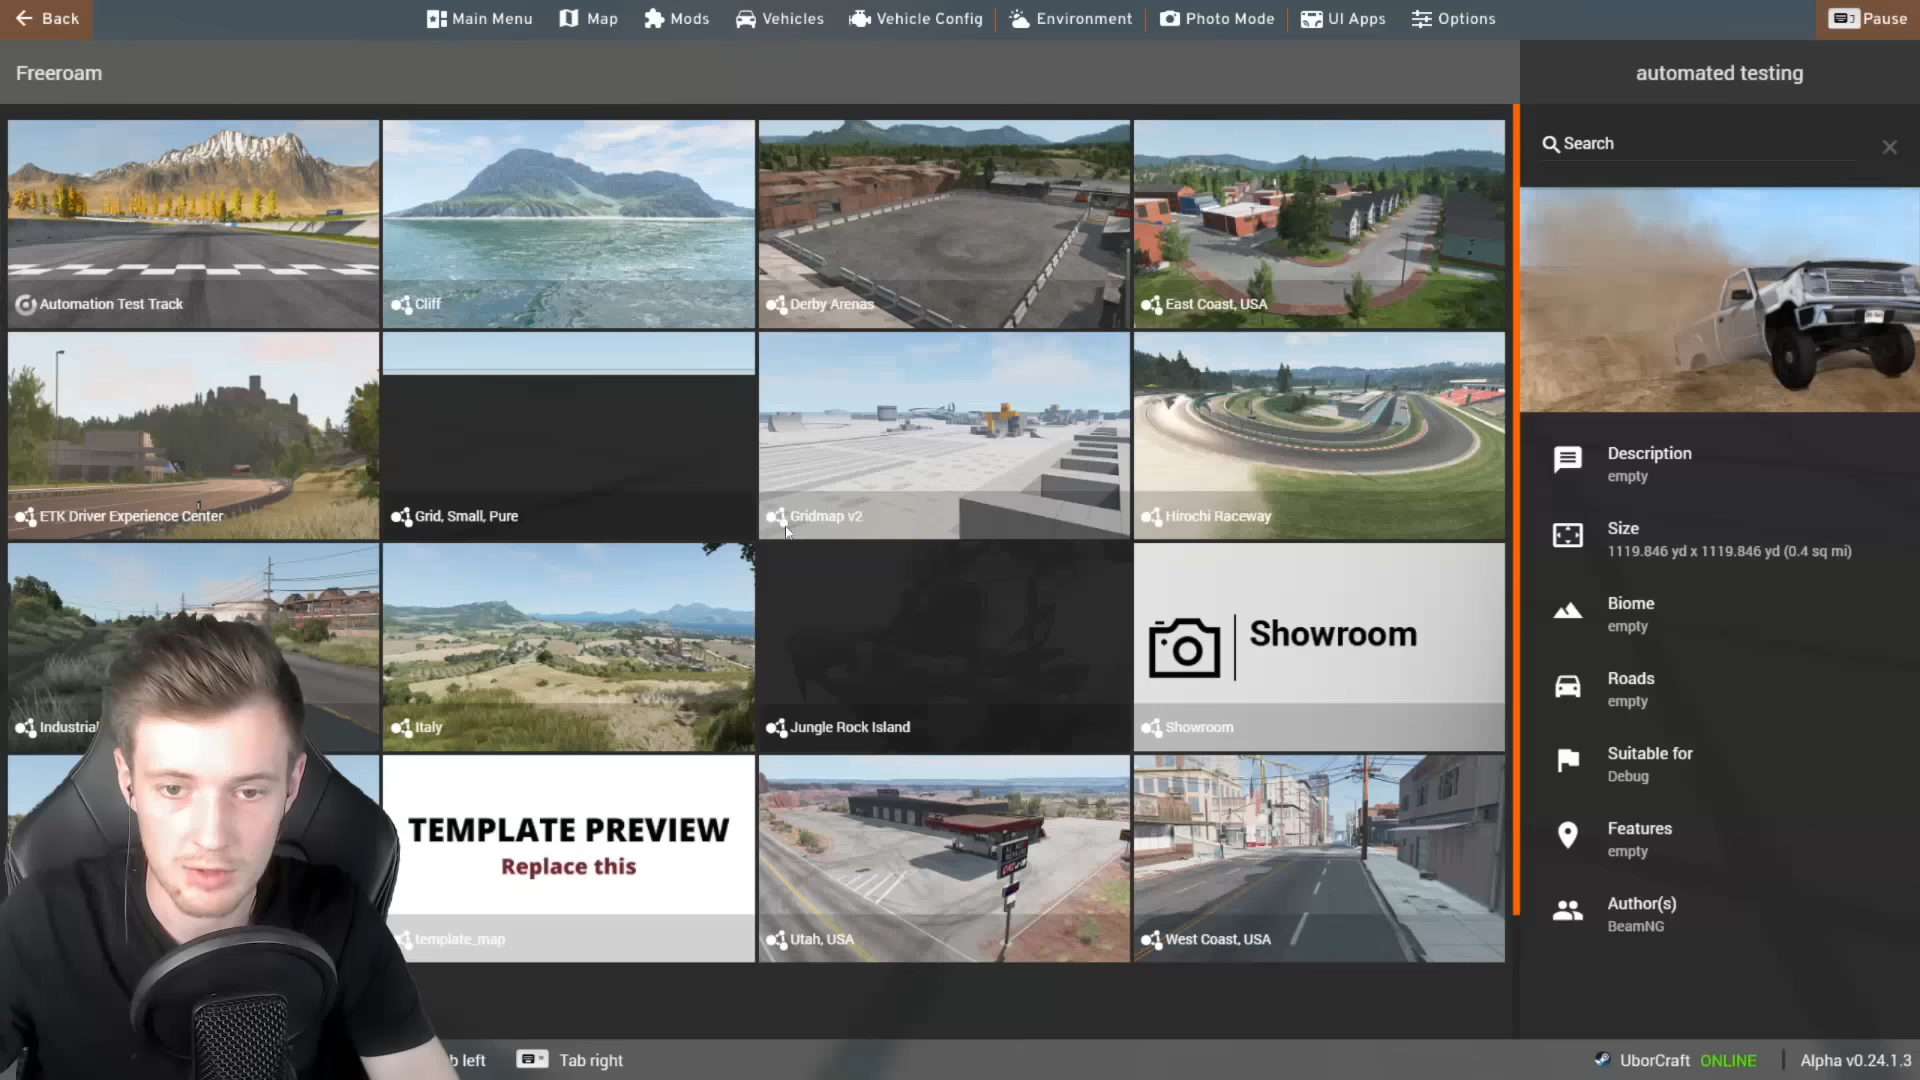 Back
Main Menu
Map
Mods
Vehicles
Vehicle Config
Environment
Photo Mode
UI Apps
Options
Pause
Freeroam
automated testing
Search
Automation Test Track
Cliff
Derby Arenas
East Coast, USA
ETK Driver Experience Center
Grid, Small, Pure
Gridmap v2
Hirochi Raceway
Industrial
Italy
Jungle Rock Island
Showroom
Showroom
TEMPLATE PREVIEW
Replace this
template_map
Utah, USA
West Coast, USA
Description
empty
Size
1119.846 yd x 1119.846 yd (0.4 sq mi)
Biome
empty
Roads
empty
Suitable for
Debug
Features
empty
Author(s)
BeamNG
left
Tab right
UborCraft ONLINE
Alpha v0.24.1.3